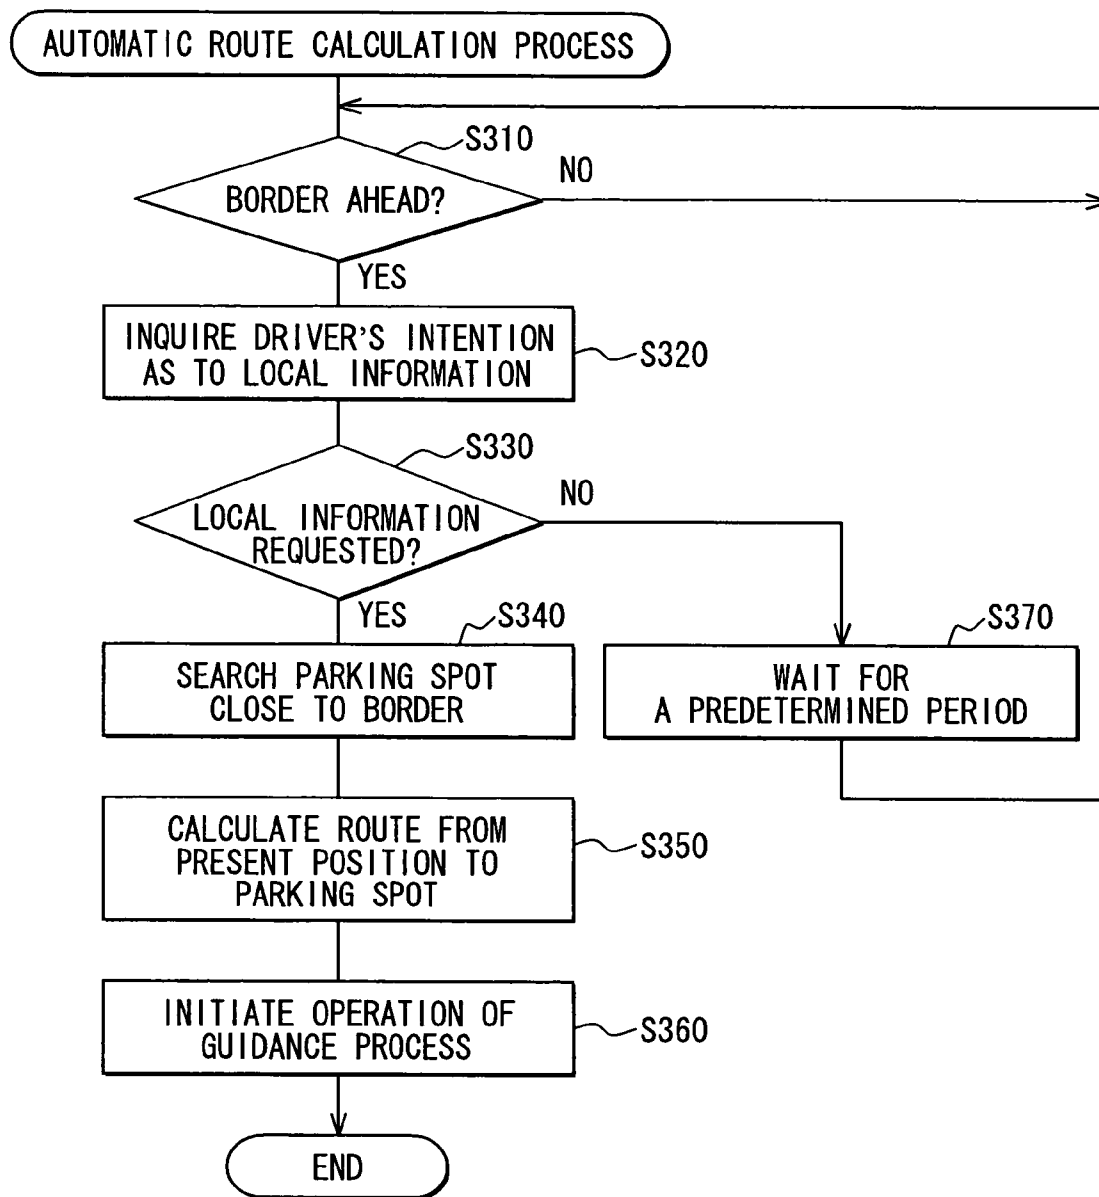 AUTOMATIC ROUTE CALCULATION PROCESS
S310
BORDER AHEAD?
NO
YES
INQUIRE DRIVER'S INTENTION
AS TO LOCAL INFORMATION
S320
S330
LOCAL INFORMATION
REQUESTED?
NO
YES
S340
SEARCH PARKING SPOT
CLOSE TO BORDER
S370
WAIT FOR
A PREDETERMINED PERIOD
CALCULATE ROUTE FROM
PRESENT POSITION TO
PARKING SPOT
S350
INITIATE OPERATION OF
GUIDANCE PROCESS
S360
END